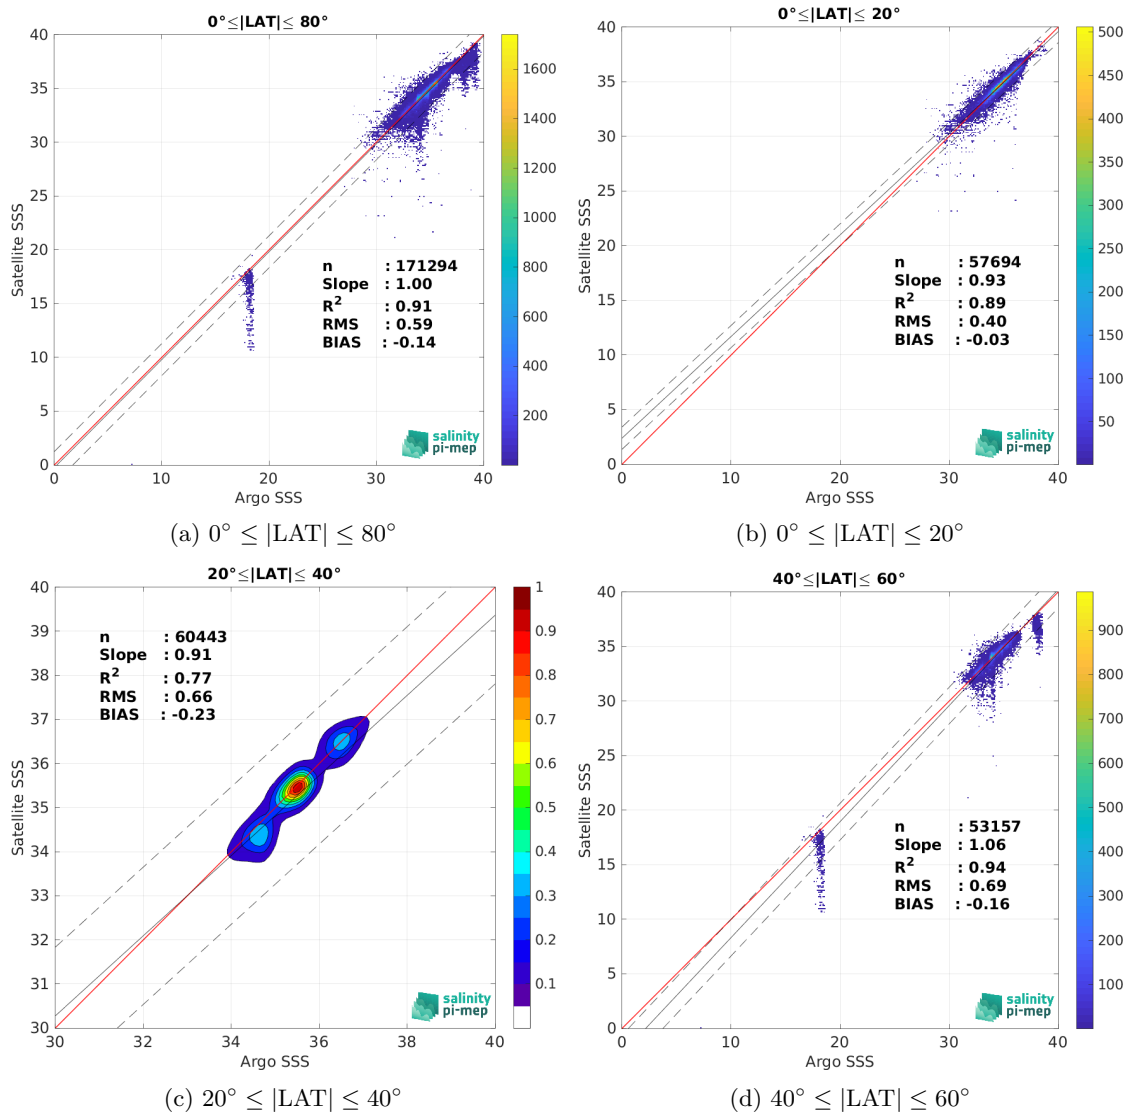 0°≤|LAT|≤ 80°
40
35
30
25
20
15
10
5
0
0
10
20
30
40
Satellite SSS
Argo SSS
n : 171294
Slope : 1.00
R² : 0.91
RMS : 0.59
BIAS : -0.14
1600
1400
1200
1000
800
600
400
200
salinity
pi-mep
(a) 0° ≤ |LAT| ≤ 80°
0°≤|LAT|≤ 20°
40
35
30
25
20
15
10
5
0
0
10
20
30
40
Satellite SSS
Argo SSS
n : 57694
Slope : 0.93
R² : 0.89
RMS : 0.40
BIAS : -0.03
500
450
400
350
300
250
200
150
100
50
salinity
pi-mep
(b) 0° ≤ |LAT| ≤ 20°
20°≤|LAT|≤ 40°
40
39
38
37
36
35
34
33
32
31
30
30
32
34
36
38
40
Satellite SSS
Argo SSS
n : 60443
Slope : 0.91
R² : 0.77
RMS : 0.66
BIAS : -0.23
1
0.9
0.8
0.7
0.6
0.5
0.4
0.3
0.2
0.1
salinity
pi-mep
(c) 20° ≤ |LAT| ≤ 40°
40°≤|LAT|≤ 60°
40
35
30
25
20
15
10
5
0
0
10
20
30
40
Satellite SSS
Argo SSS
n : 53157
Slope : 1.06
R² : 0.94
RMS : 0.69
BIAS : -0.16
900
800
700
600
500
400
300
200
100
salinity
pi-mep
(d) 40° ≤ |LAT| ≤ 60°